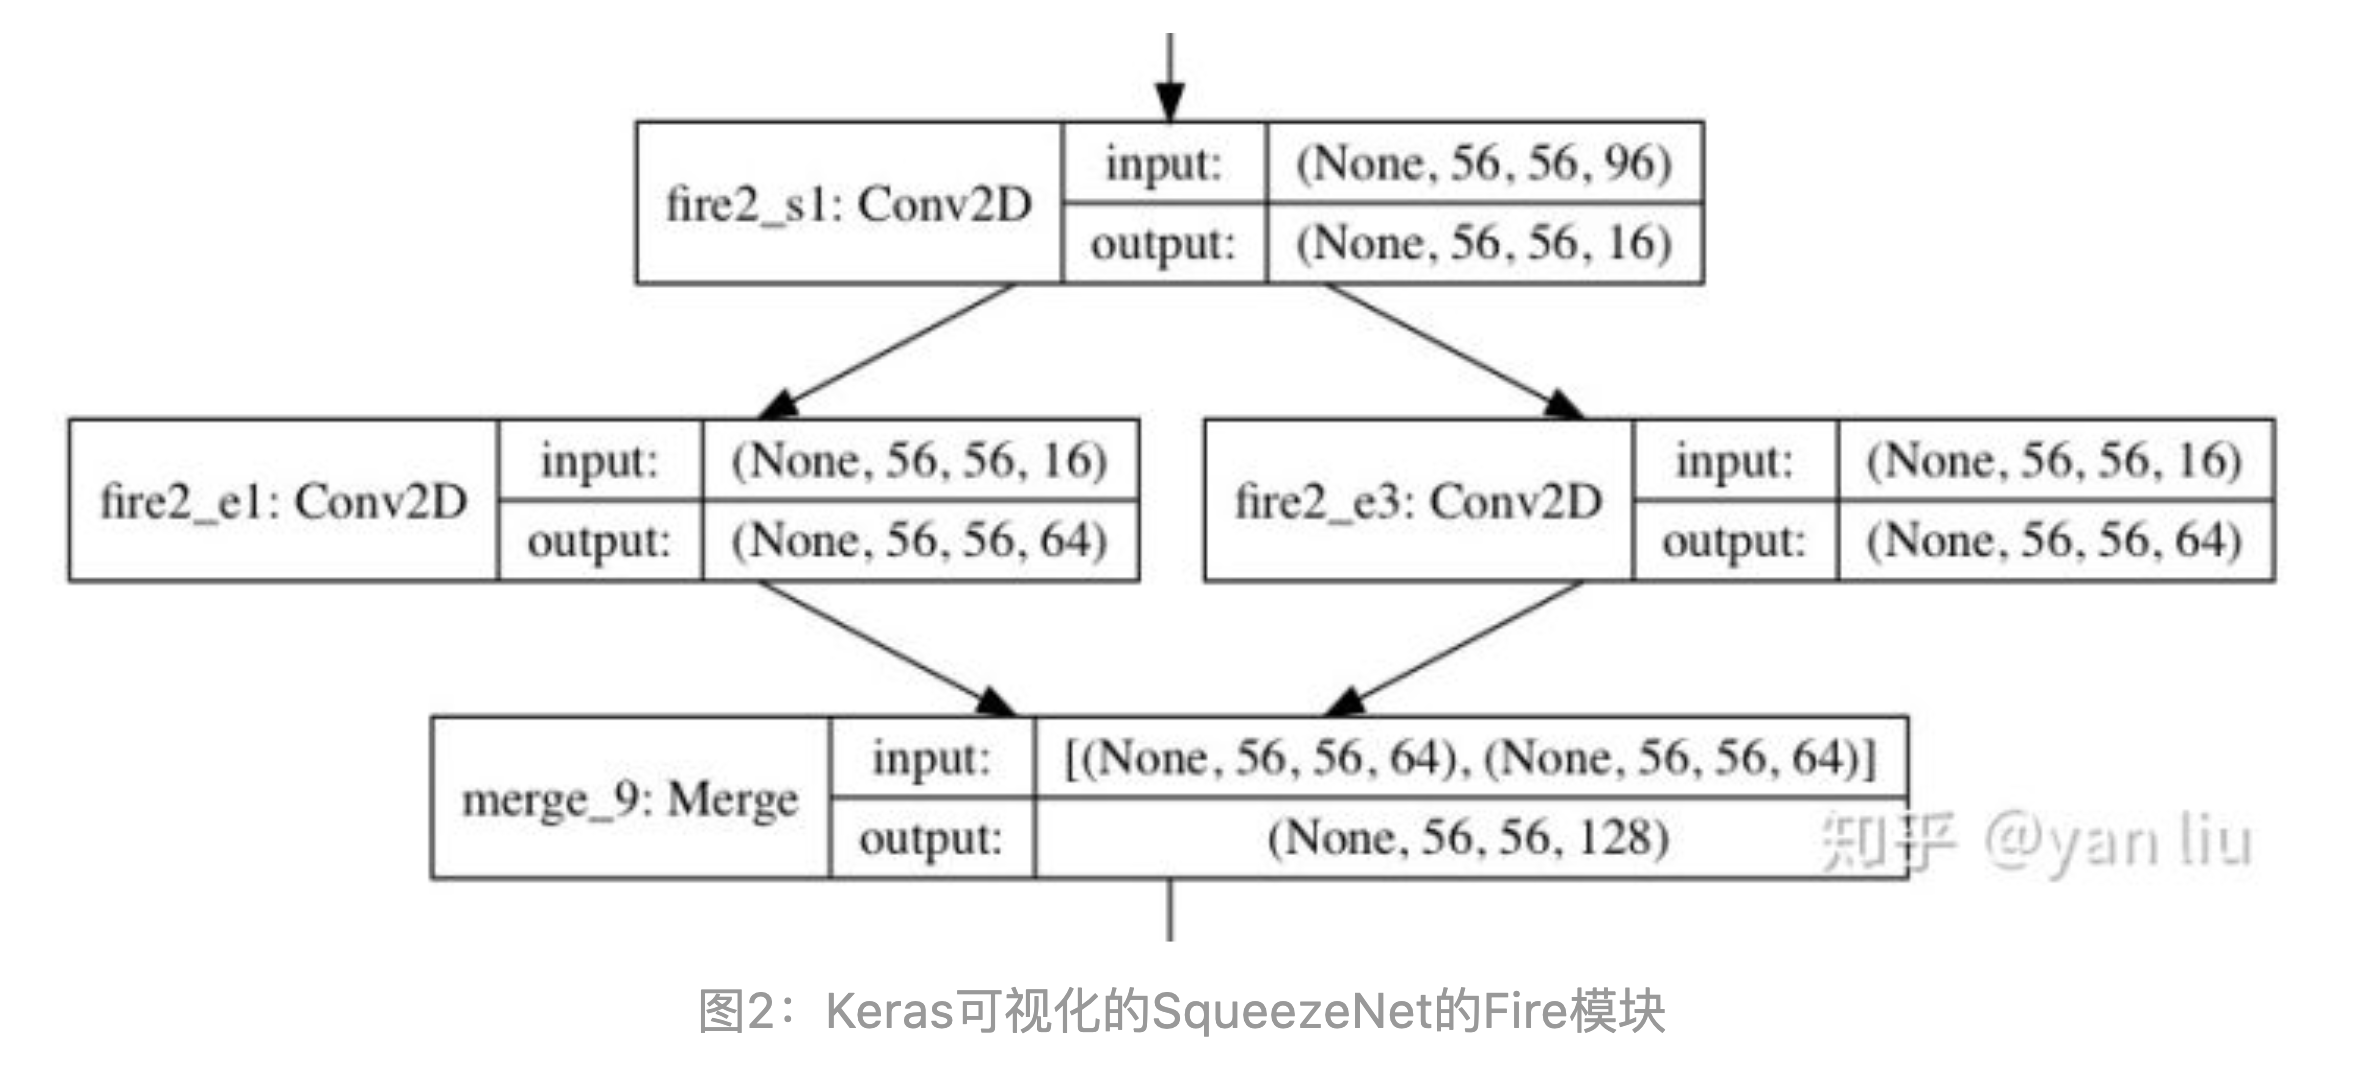 fire2_s1: Conv2D
input:
(None, 56, 56, 96)
output:
(None, 56, 56, 16)
fire2_e1: Conv2D
input:
(None, 56, 56, 16)
output:
(None, 56, 56, 64)
fire2_e3: Conv2D
input:
(None, 56, 56, 16)
output:
(None, 56, 56, 64)
merge_9: Merge
input:
[(None, 56, 56, 64), (None, 56, 56, 64)]
output:
(None, 56, 56, 128)
知乎 @yan liu
图2：Keras可视化的SqueezeNet的Fire模块